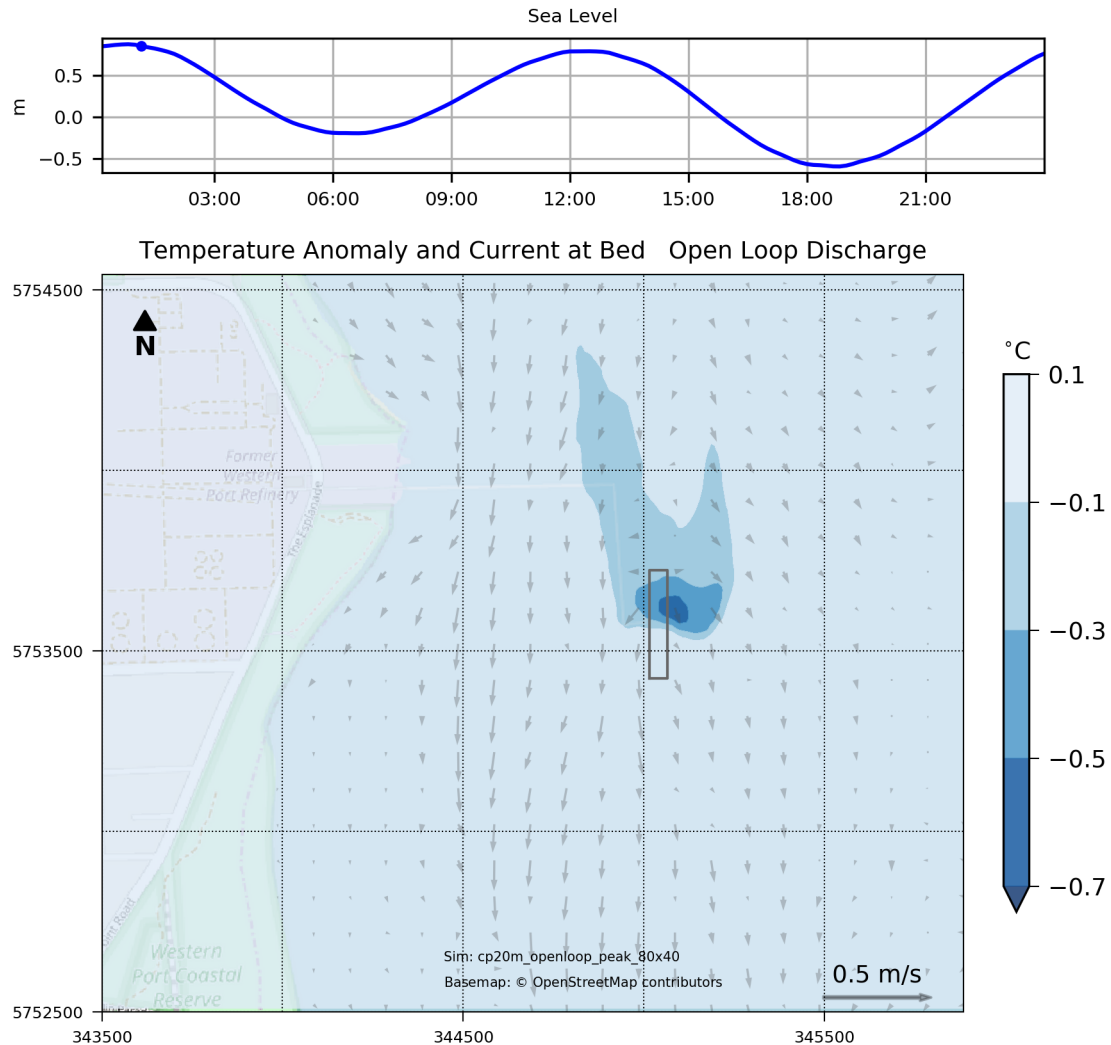 Sea Level
m
0.5
0.0
−0.5
03:00 06:00 09:00 12:00 15:00 18:00 21:00
Temperature Anomaly and Current at Bed   Open Loop Discharge
5754500
5753500
5752500
N
Former
Western
Port Refinery
The Esplanade
Western
Port Coastal
Reserve
Sim: cp20m_openloop_peak_80x40
Basemap: © OpenStreetMap contributors
0.5 m/s
343500 344500 345500
°C
0.1
−0.1
−0.3
−0.5
−0.7